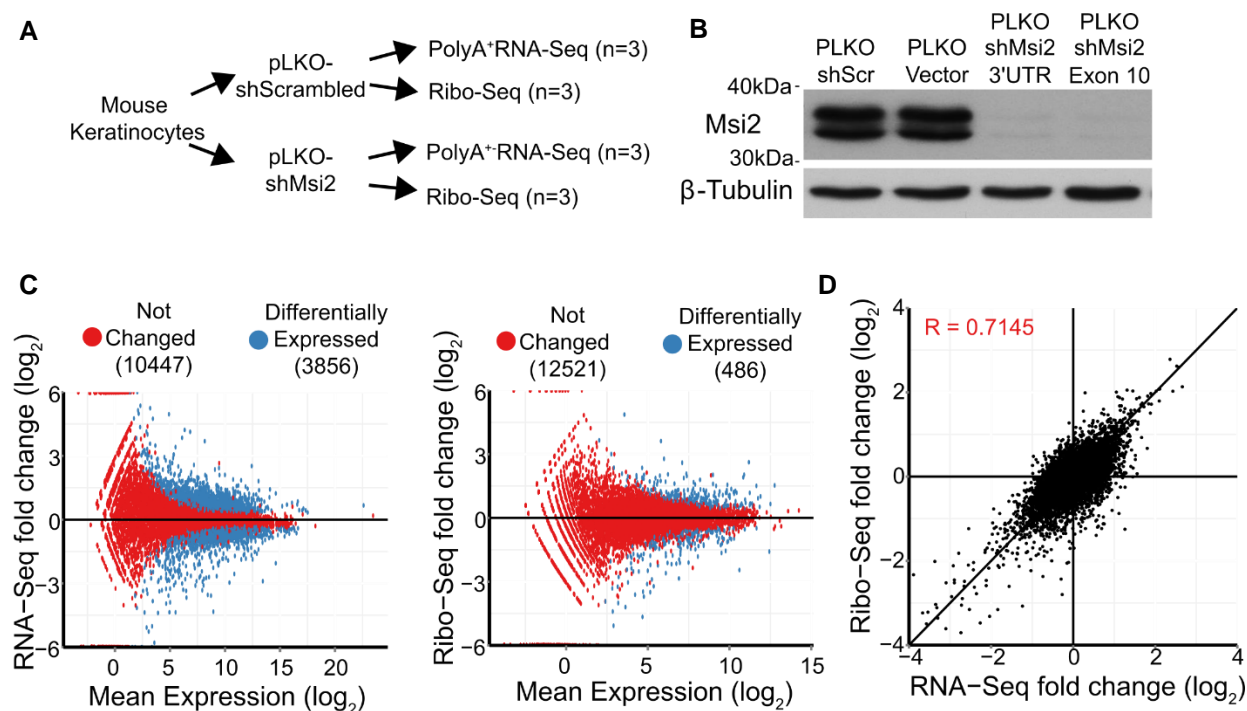 A
Mouse
Keratinocytes
pLKO-
shScrambled
PolyA⁺RNA-Seq (n=3)
Ribo-Seq (n=3)
pLKO-
shMsi2
PolyA⁺⁻RNA-Seq (n=3)
Ribo-Seq (n=3)
B
PLKO
shScr
PLKO
Vector
PLKO
shMsi2
3'UTR
PLKO
shMsi2
Exon 10
40kDa-
Msi2
30kDa-
β-Tubulin
C
Not
Changed
(10447)
Differentially
Expressed
(3856)
RNA−Seq fold change (log₂)
6
3
0
−3
−6
0 5 10 15 20
Mean Expression (log₂)
Not
Changed
(12521)
Differentially
Expressed
(486)
Ribo−Seq fold change (log₂)
6
3
0
−3
−6
0 5 10 15
Mean Expression (log₂)
D
R = 0.7145
Ribo−Seq fold change (log₂)
4
2
0
−2
−4
−4 −2 0 2 4
RNA−Seq fold change (log₂)